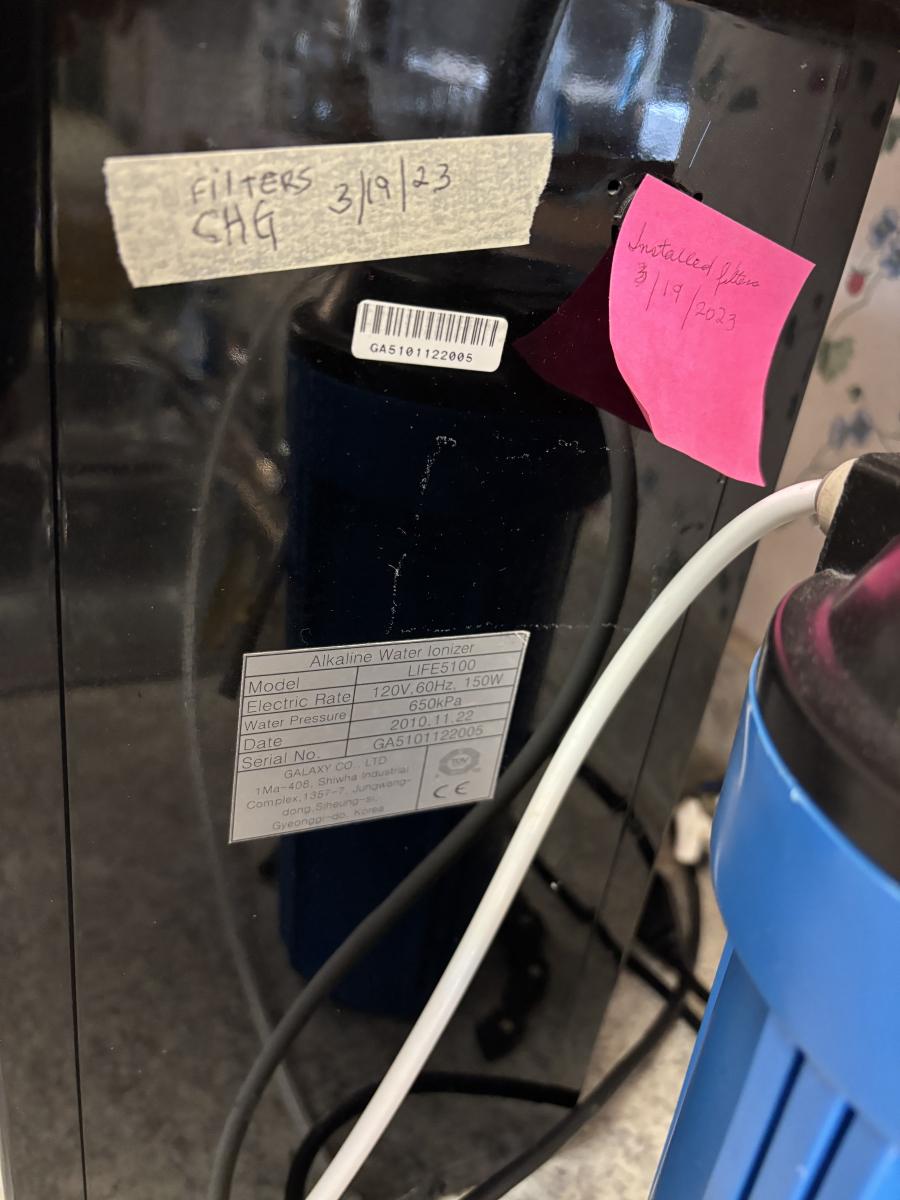 FilTERS
CHG 3/19/23
Installed filters
3/19/2023
GA5101122005
Alkaline Water Ionizer
Model LIFE5100
Electric Rate 120V,60Hz, 150W
Water Pressure 650kPa
Date 2010.11.22
Serial No. GA5101122005
GALAXY CO., LTD
1Ma-408, Shiwha Industrial
Complex,1357-7, Jungwang-
dong,Siheung-si,
Gyeonggi-do, Korea
TÜV
CE